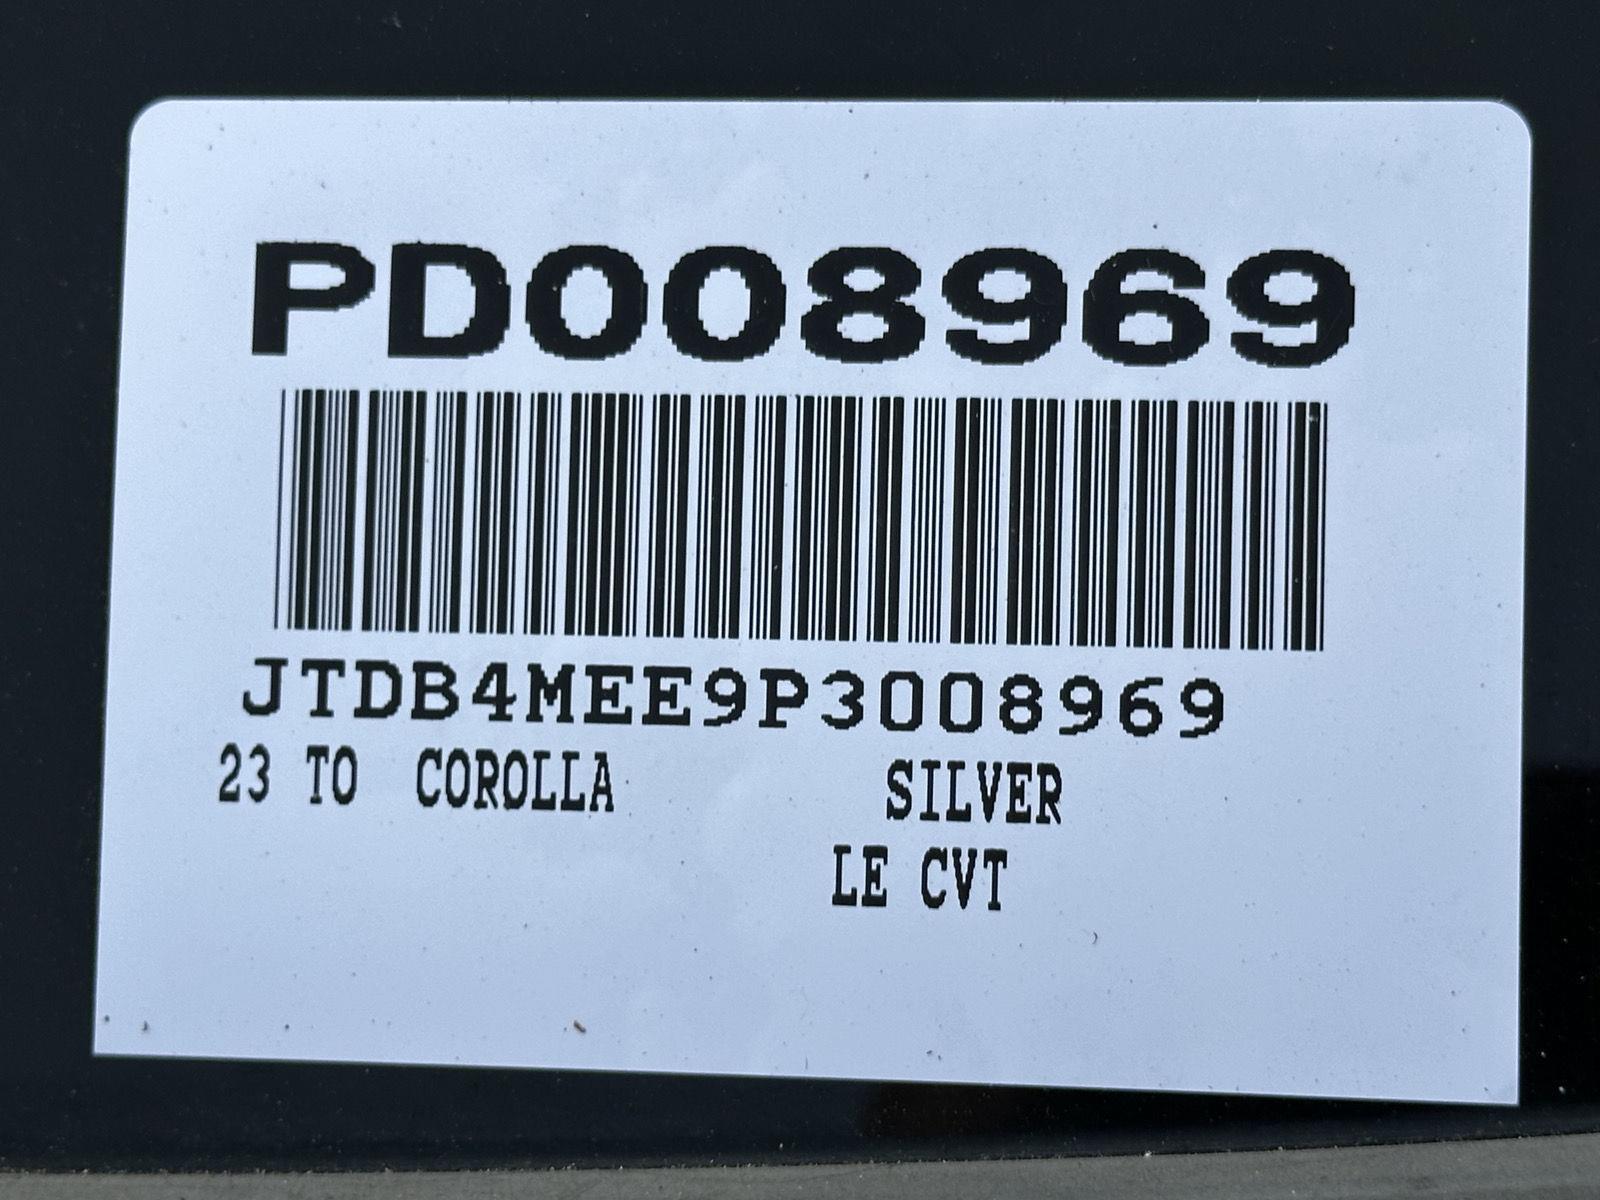 PD008969
JTDB4MEE9P3008969
23 TO COROLLA SILVER
LE CVT